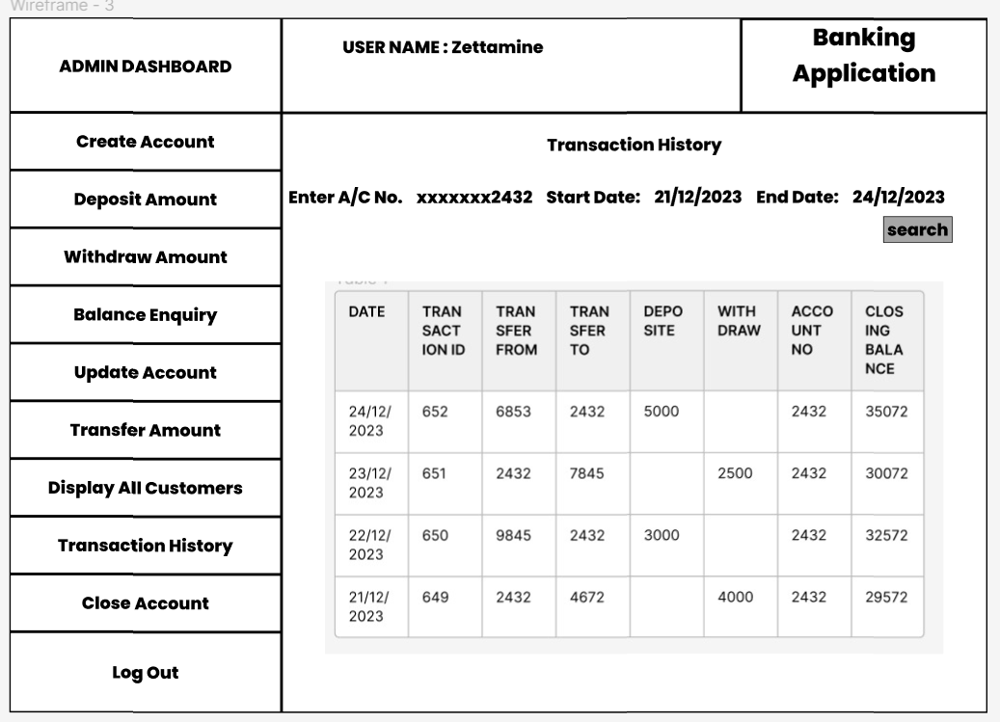 Wireframe - 3
ADMIN DASHBOARD
USER NAME : Zettamine
Banking
Application
Create Account
Deposit Amount
Withdraw Amount
Balance Enquiry
Update Account
Transfer Amount
Display All Customers
Transaction History
Close Account
Log Out
Transaction History
Enter A/C No. xxxxxxx2432 Start Date: 21/12/2023 End Date: 24/12/2023
search
DATE TRAN TRAN TRAN DEPO WITH ACCO CLOS
SACT SFER SFER SITE DRAW UNT ING
ION ID FROM TO NO BALA
NCE
24/12/ 652 6853 2432 5000 2432 35072
2023
23/12/ 651 2432 7845 2500 2432 30072
2023
22/12/ 650 9845 2432 3000 2432 32572
2023
21/12/ 649 2432 4672 4000 2432 29572
2023